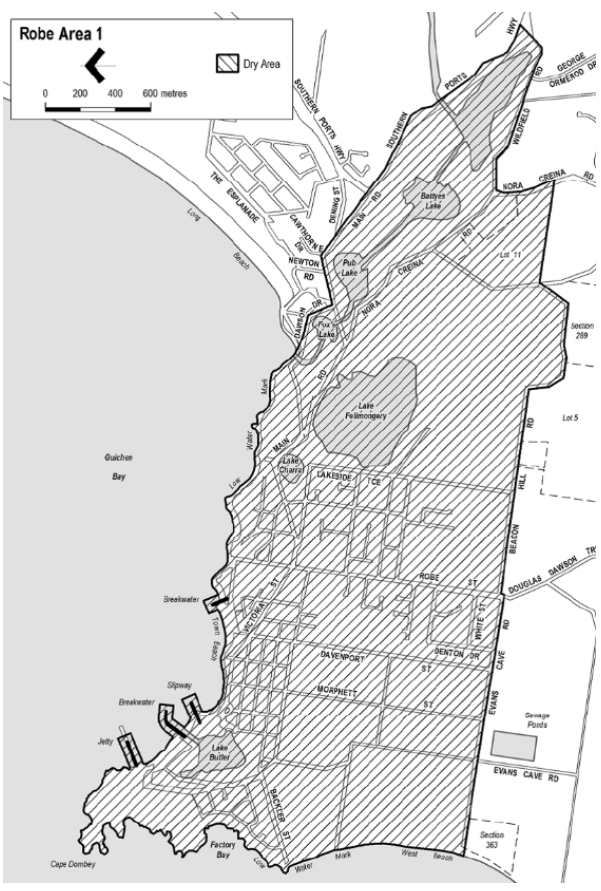 Robe Area 1
Dry Area
0 200 400 600 metres
HWY
GEORGE
ORMEROD DR
RD
WILDFIELD
PORTS
SOUTHERN
SOUTHERN
PORTS
HWY
THE ESPLANADE
Long
Beach
CAWTHORNE
DR
DENING ST
MAIN RD
NEWTON
RD
DAWSON DR
Battyes
Lake
NORA CREINA RD
Pub
Lake
NORA CREINA RD
Lot 11
Fox
Lake
Section
289
Lot 5
Lake
Fellmongery
MAIN RD
Mark
Water
Low
Guichen
Bay
Lake
Charra
LAKESIDE TCE
BEACON HILL RD
DOUGLAS DAWSON TR
ROBE ST
VICTORIA ST
WHITE ST
DENTON DR
Breakwater
Town Beach
DAVENPORT ST
MORPHETT ST
EVANS CAVE RD
Slipway
Breakwater
Jetty
Lake
Butler
Sewage
Ponds
EVANS CAVE RD
BACKLER ST
Section
363
Cape Dombey
Factory
Bay
Low Water Mark West Beach